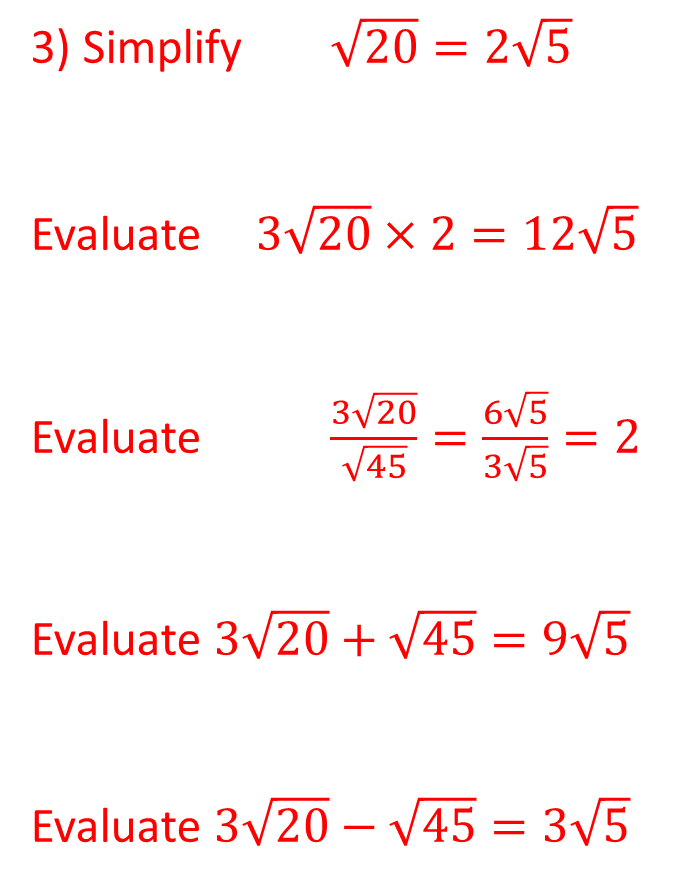 3) Simplify √20 = 2√5
Evaluate 3√20 × 2 = 12√5
Evaluate 3√20/√45 = 6√5/3√5 = 2
Evaluate 3√20 + √45 = 9√5
Evaluate 3√20 − √45 = 3√5